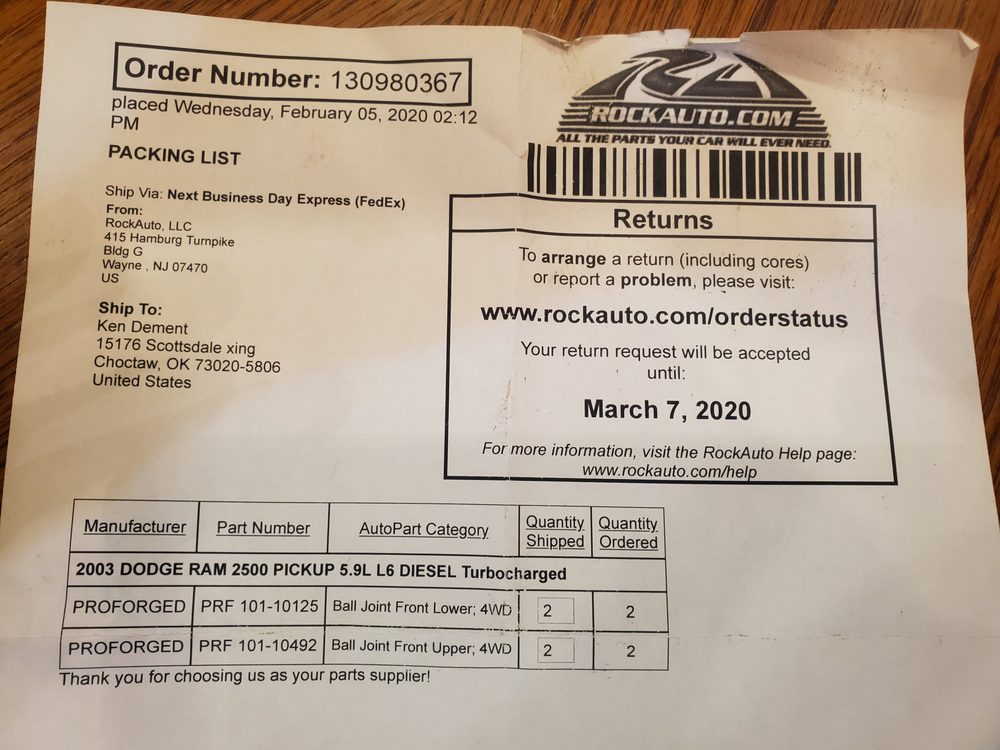 Order Number: 130980367
placed Wednesday, February 05, 2020 02:12
PM
PACKING LIST
Ship Via: Next Business Day Express (FedEx)
From:
RockAuto, LLC
415 Hamburg Turnpike
Bldg G
Wayne , NJ 07470
US
Ship To:
Ken Dement
15176 Scottsdale xing
Choctaw, OK 73020-5806
United States
RA
ROCKAUTO.COM
ALL THE PARTS YOUR CAR WILL EVER NEED.
Returns
To arrange a return (including cores)
or report a problem, please visit:
www.rockauto.com/orderstatus
Your return request will be accepted
until:
March 7, 2020
For more information, visit the RockAuto Help page:
www.rockauto.com/help
Manufacturer Part Number AutoPart Category Quantity Shipped Quantity Ordered
2003 DODGE RAM 2500 PICKUP 5.9L L6 DIESEL Turbocharged
PROFORGED PRF 101-10125 Ball Joint Front Lower; 4WD 2 2
PROFORGED PRF 101-10492 Ball Joint Front Upper; 4WD 2 2
Thank you for choosing us as your parts supplier!